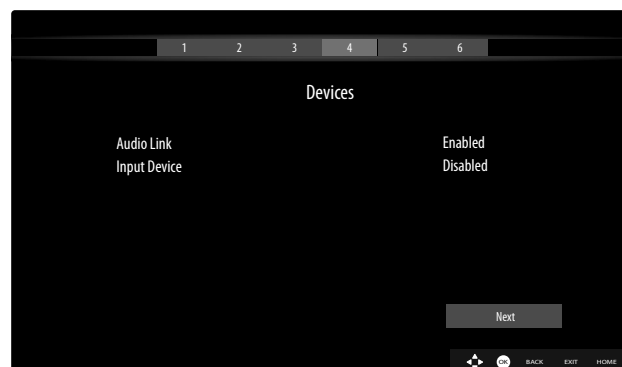 1 2 3 4 5 6
Devices
Audio Link Enabled
Input Device Disabled
Next
OK BACK EXIT HOME